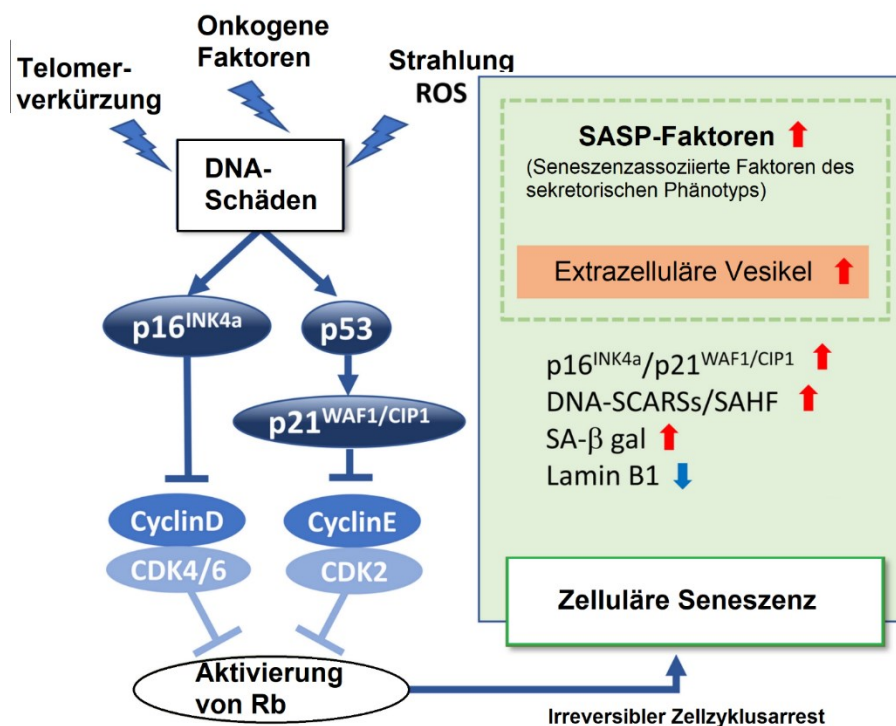 Telomer-
verkürzung
Onkogene
Faktoren
Strahlung
ROS
DNA-
Schäden
p16INK4a
p53
p21WAF1/CIP1
CyclinD
CDK4/6
CyclinE
CDK2
Aktivierung
von Rb
SASP-Faktoren
(Seneszenzassoziierte Faktoren des
sekretorischen Phänotyps)
Extrazelluläre Vesikel
p16INK4a/p21WAF1/CIP1
DNA-SCARSs/SAHF
SA-β gal
Lamin B1
Zelluläre Seneszenz
Irreversibler Zellzyklusarrest